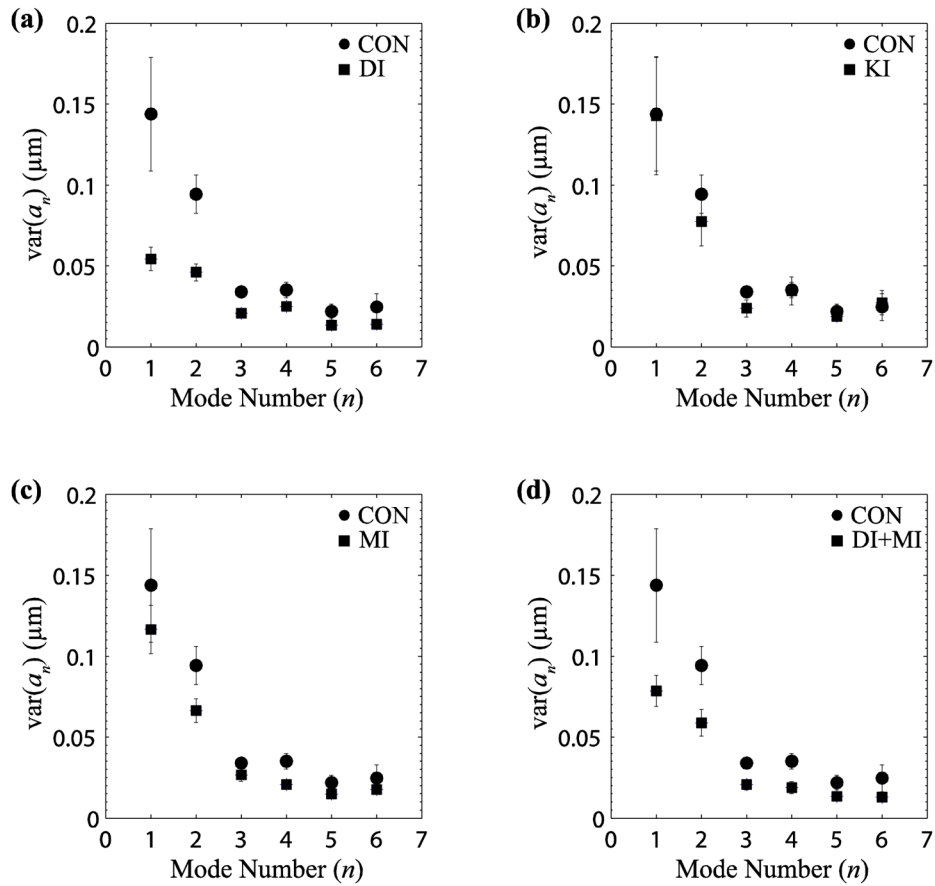 (a)
0.2
0.15
0.1
0.05
0
var(aₙ) (μm)
CON
DI
0 1 2 3 4 5 6 7
Mode Number (n)
(b)
0.2
0.15
0.1
0.05
0
var(aₙ) (μm)
CON
KI
0 1 2 3 4 5 6 7
Mode Number (n)
(c)
0.2
0.15
0.1
0.05
0
var(aₙ) (μm)
CON
MI
0 1 2 3 4 5 6 7
Mode Number (n)
(d)
0.2
0.15
0.1
0.05
0
var(aₙ) (μm)
CON
DI+MI
0 1 2 3 4 5 6 7
Mode Number (n)